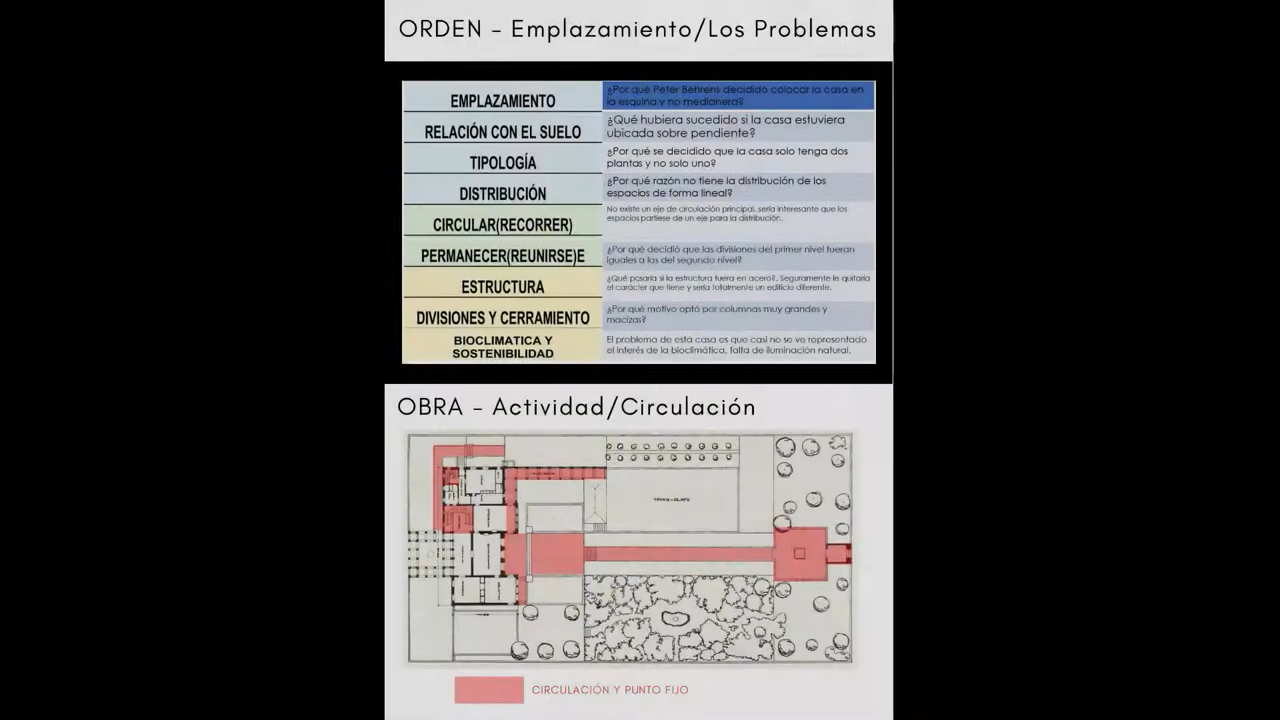 ORDEN - Emplazamiento/Los Problemas
EMPLAZAMIENTO
¿Por qué Peter Behrens decidido colocar la casa en
la esquina y no medianera?
RELACIÓN CON EL SUELO
¿Qué hubiera sucedido si la casa estuviera
ubicada sobre pendiente?
TIPOLOGÍA
¿Por qué se decidido que la casa solo tenga dos
plantas y no solo uno?
DISTRIBUCIÓN
¿Por qué razón no tiene la distribución de los
espacios de forma lineal?
CIRCULAR(RECORRER)
No existe un eje de circulación principal, sería interesante que los
espacios partiese de un eje para la distribución.
PERMANECER(REUNIRSE)E
¿Por qué decidió que las divisiones del primer nivel fueran
iguales a las del segundo nivel?
ESTRUCTURA
¿Qué pasaría si la estructura fuera en acero?. Seguramente le quitaría
el carácter que tiene y sería totalmente un edificio diferente.
DIVISIONES Y CERRAMIENTO
¿Por qué motivo optó por columnas muy grandes y
macizas?
BIOCLIMATICA Y
SOSTENIBILIDAD
El problema de esta casa es que casi no se ve representado
el interés de la bioclimática, falta de iluminación natural.
OBRA - Actividad/Circulación
CIRCULACIÓN Y PUNTO FIJO